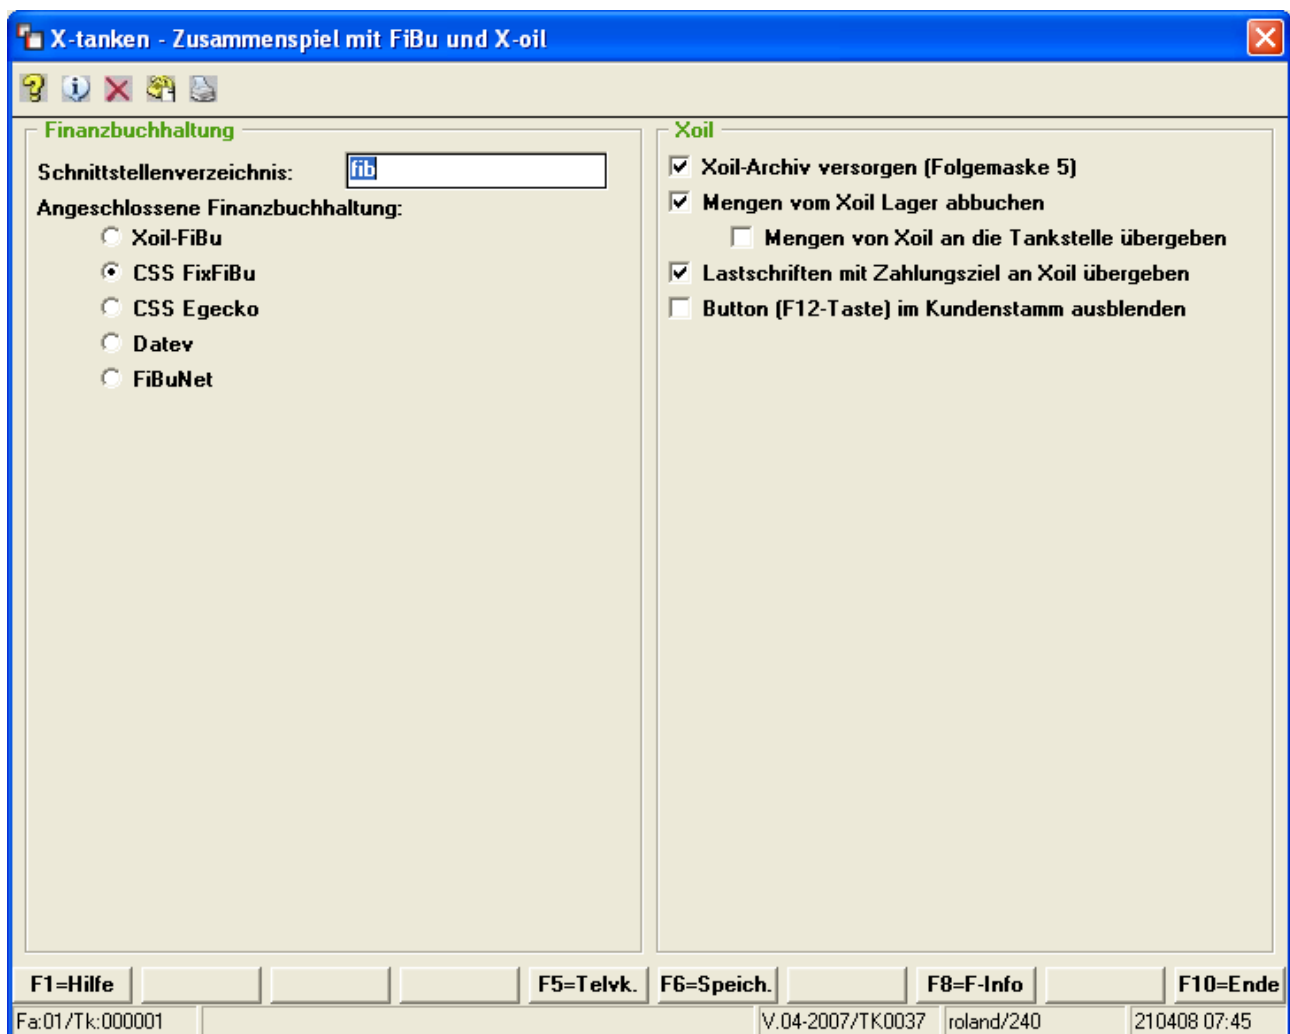 X-tanken - Zusammenspiel mit FiBu und X-oil
Finanzbuchhaltung
Schnittstellenverzeichnis: fib
Angeschlossene Finanzbuchhaltung:
Xoil-FiBu
CSS FixFiBu
CSS Egecko
Datev
FiBuNet
Xoil
Xoil-Archiv versorgen (Folgemaske 5)
Mengen vom Xoil Lager abbuchen
Mengen von Xoil an die Tankstelle übergeben
Lastschriften mit Zahlungsziel an Xoil übergeben
Button (F12-Taste) im Kundenstamm ausblenden
F1=Hilfe F5=Telvk. F6=Speich. F8=F-Info F10=Ende
Fa:01/Tk:000001 V.04-2007/TK0037 roland/240 210408 07:45